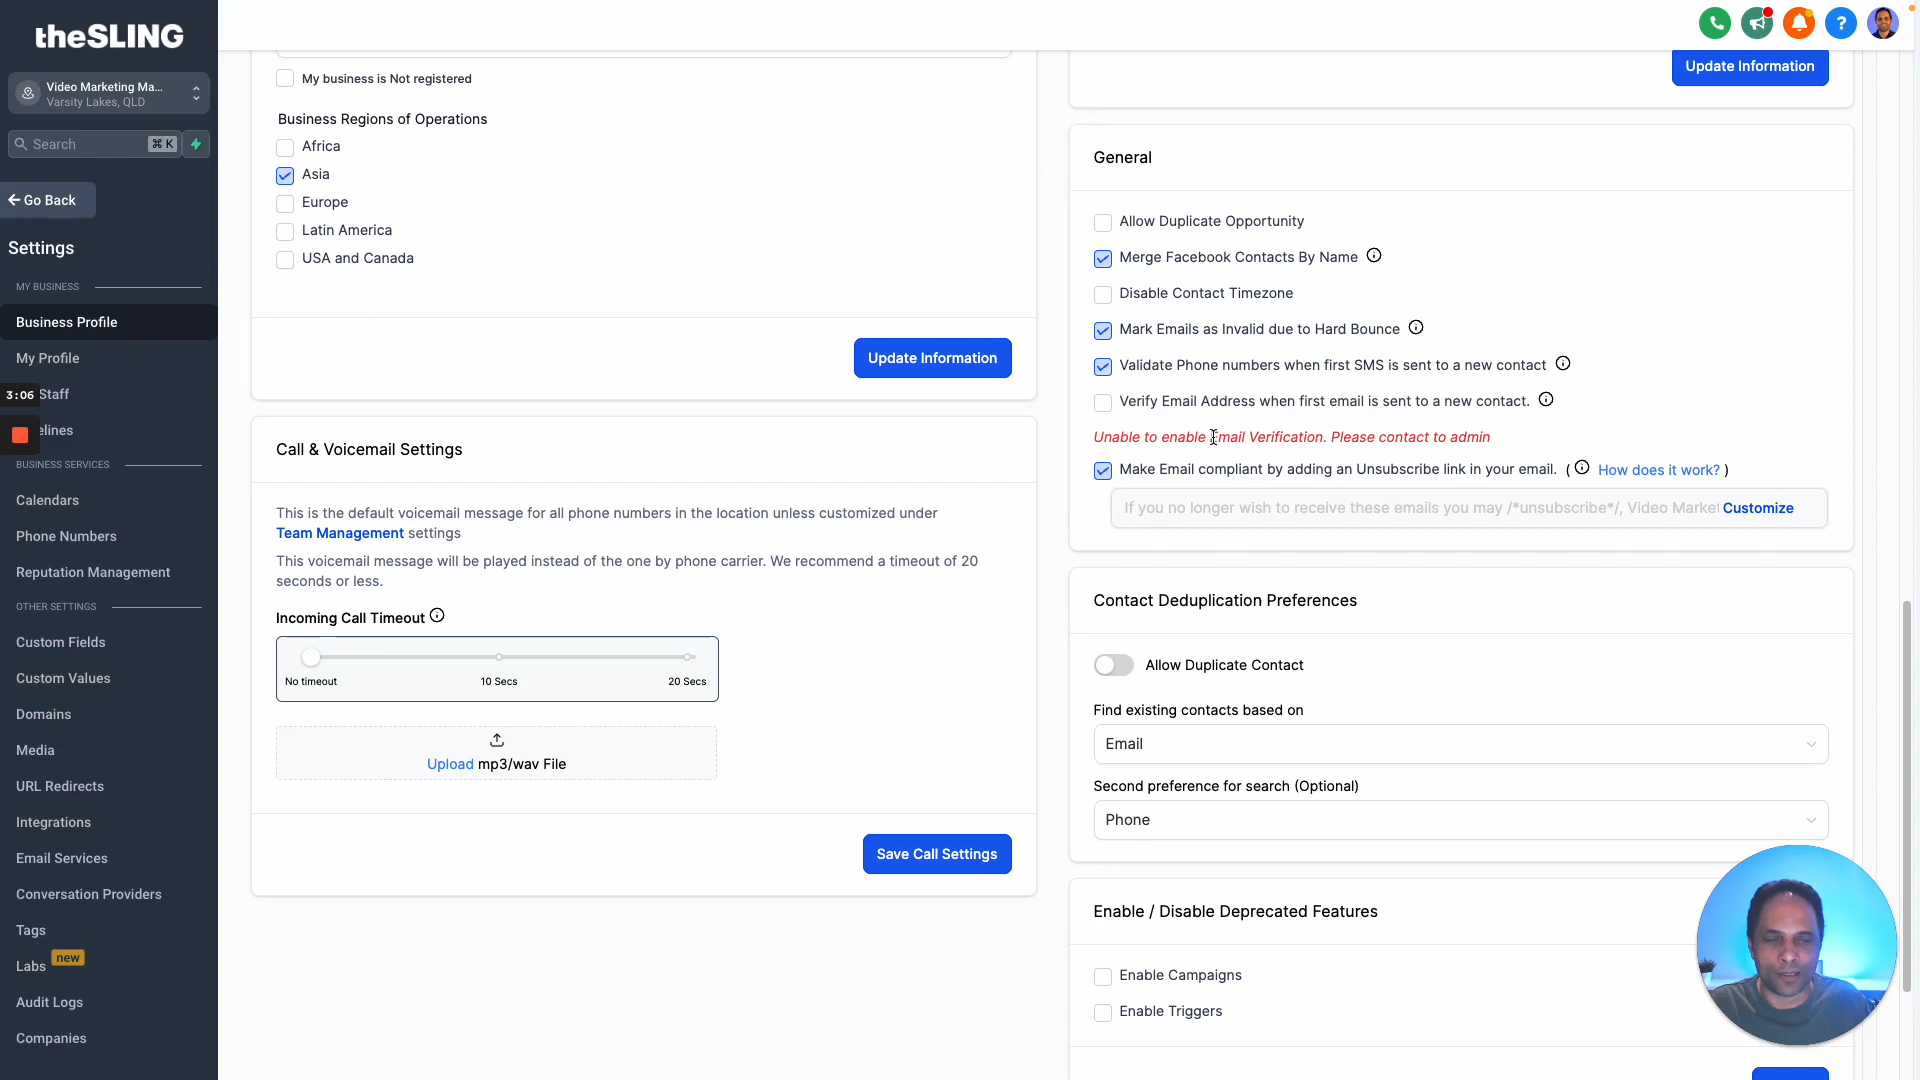 theSLING
Video Marketing Ma...
Varsity Lakes, QLD
Search
⌘ K
Go Back
Settings
MY BUSINESS
Business Profile
My Profile
3:06
Staff
elines
BUSINESS SERVICES
Calendars
Phone Numbers
Reputation Management
OTHER SETTINGS
Custom Fields
Custom Values
Domains
Media
URL Redirects
Integrations
Email Services
Conversation Providers
Tags
Labs new
Audit Logs
Companies
My business is Not registered
Business Regions of Operations
Africa
Asia
Europe
Latin America
USA and Canada
Update Information
Call & Voicemail Settings
This is the default voicemail message for all phone numbers in the location unless customized under
Team Management settings
This voicemail message will be played instead of the one by phone carrier. We recommend a timeout of 20
seconds or less.
Incoming Call Timeout
No timeout
10 Secs
20 Secs
Upload mp3/wav File
Save Call Settings
Update Information
General
Allow Duplicate Opportunity
Merge Facebook Contacts By Name
Disable Contact Timezone
Mark Emails as Invalid due to Hard Bounce
Validate Phone numbers when first SMS is sent to a new contact
Verify Email Address when first email is sent to a new contact.
Unable to enable Email Verification. Please contact to admin
Make Email compliant by adding an Unsubscribe link in your email. ( How does it work? )
If you no longer wish to receive these emails you may /*unsubscribe*/, Video Market Customize
Contact Deduplication Preferences
Allow Duplicate Contact
Find existing contacts based on
Email
Second preference for search (Optional)
Phone
Enable / Disable Deprecated Features
Enable Campaigns
Enable Triggers